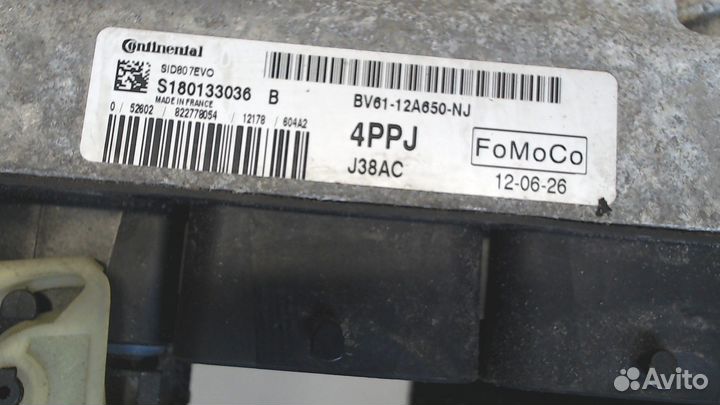 Continental
SID807EVO
S180133036 B
MADE IN FRANCE
0 / 52602 / 822778054 / 12178 / 604A2
BV61-12A650-NJ
4PPJ
FoMoCo
J38AC
12-06-26
Avito